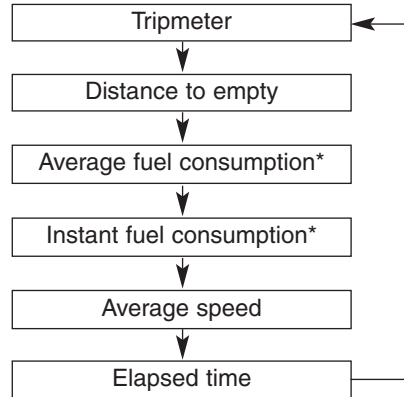 Tripmeter
Distance to empty
Average fuel consumption*
Instant fuel consumption*
Average speed
Elapsed time